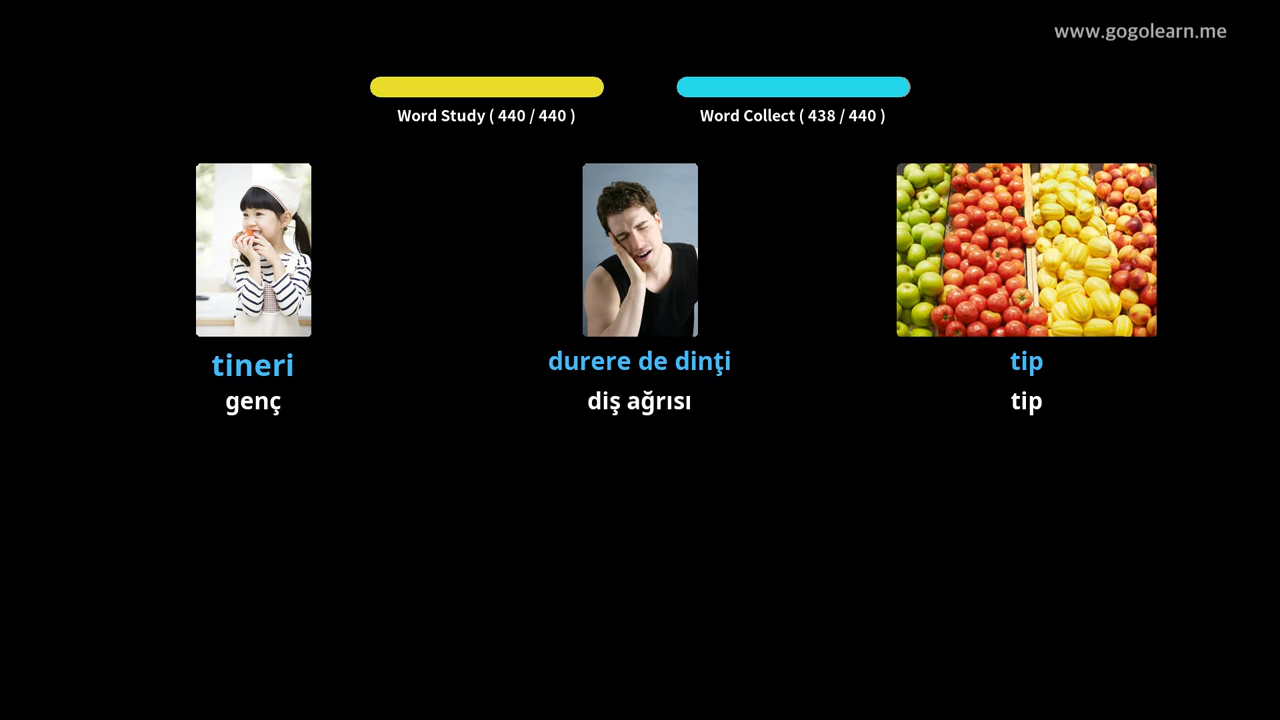 www.gogolearn.me
Word Study ( 440 / 440 )
Word Collect ( 438 / 440 )
tineri
genç
durere de dinţi
diş ağrısı
tip
tip